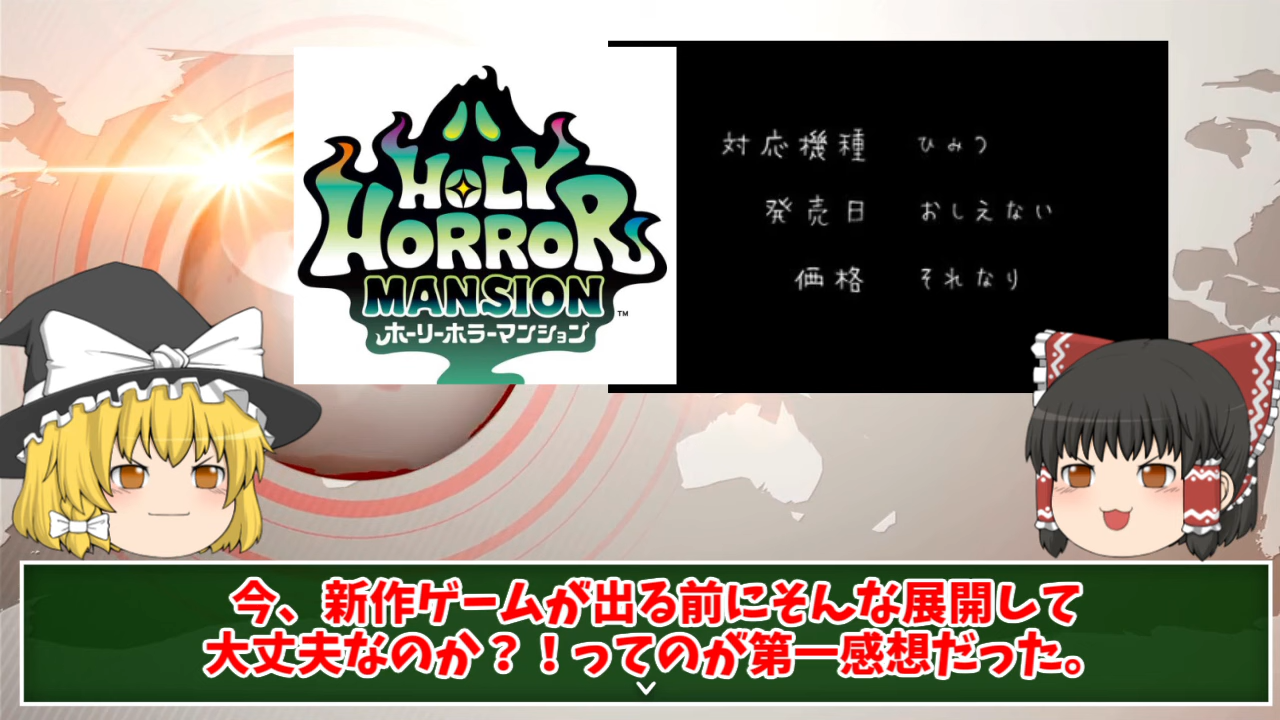 HOLY
HORROR
MANSION
TM
ホーリーホラーマンション
対応機種 ひみつ
発売日 おしえない
価格 それなり
今、新作ゲームが出る前にそんな展開して
大丈夫なのか?!ってのが第一感想だった。